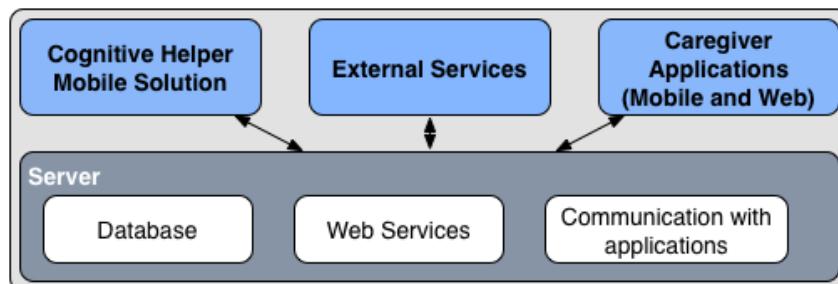 Cognitive Helper
Mobile Solution
External Services
Caregiver
Applications
(Mobile and Web)
Server
Database
Web Services
Communication with
applications